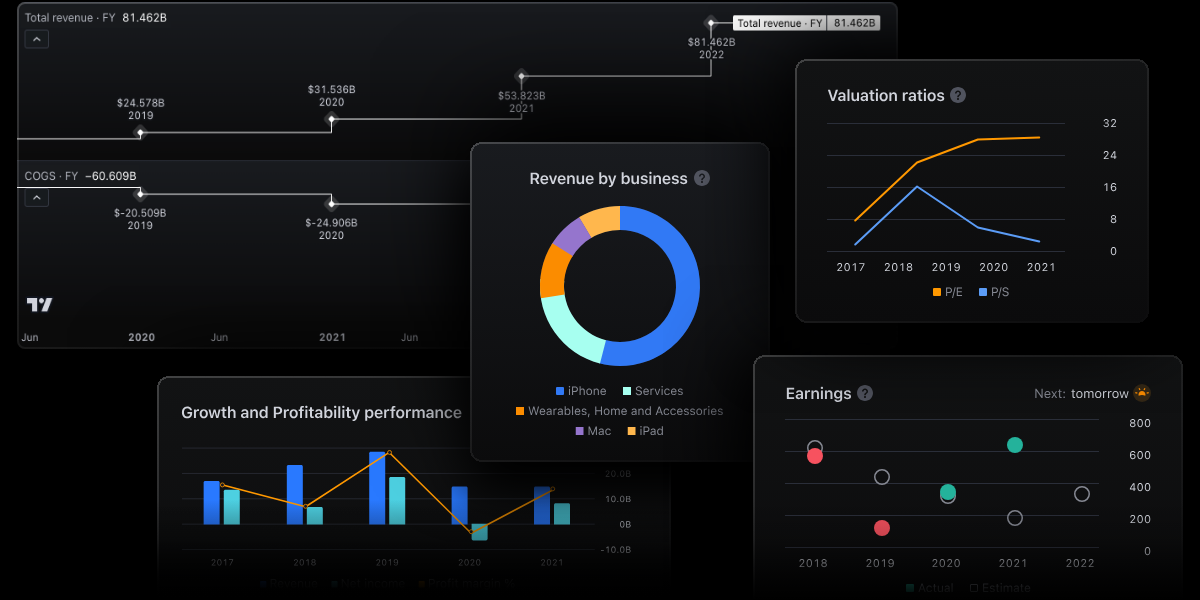 Total revenue · FY 81.462B
Total revenue · FY 81.462B
$81.462B
2022
$24.578B
2019
$31.536B
2020
$53.823B
2021
COGS · FY −60.609B
$-20.509B
2019
$-24.906B
2020
Jun 2020 Jun 2021 Jun
Valuation ratios ?
32
24
16
8
0
2017 2018 2019 2020 2021
P/E P/S
Revenue by business ?
iPhone Services
Wearables, Home and Accessories
Mac iPad
Growth and Profitability performance
20.0B
10.0B
0B
-10.0B
2017 2018 2019 2020 2021
Earnings ?
Next: tomorrow
800
600
400
200
0
2018 2019 2020 2021 2022
Actual Estimate